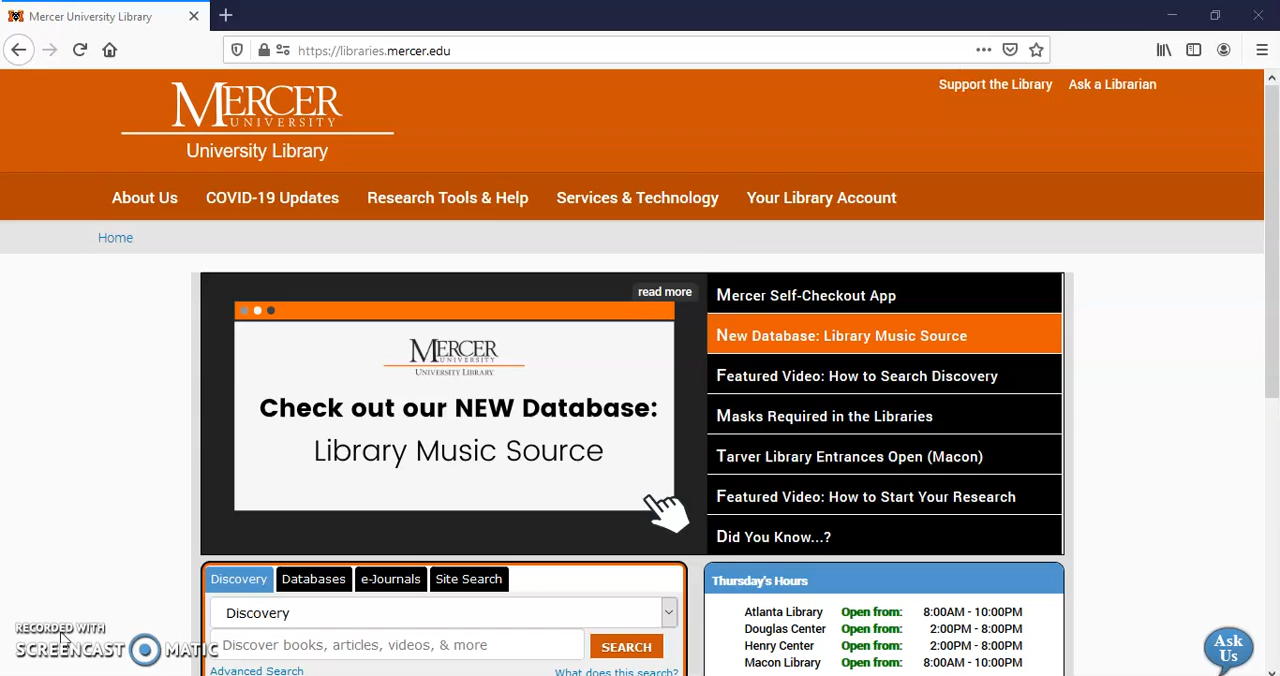 Mercer University Library
https://libraries.mercer.edu
Support the Library Ask a Librarian
MERCER
UNIVERSITY
University Library
About Us COVID-19 Updates Research Tools & Help Services & Technology Your Library Account
Home
read more
MERCER
UNIVERSITY
UNIVERSITY LIBRARY
Check out our NEW Database:
Library Music Source
Mercer Self-Checkout App
New Database: Library Music Source
Featured Video: How to Search Discovery
Masks Required in the Libraries
Tarver Library Entrances Open (Macon)
Featured Video: How to Start Your Research
Did You Know...?
Discovery Databases e-Journals Site Search
Discovery
Discover books, articles, videos, & more SEARCH
Advanced Search What does this search?
Thursday's Hours
Atlanta Library Open from: 8:00AM - 10:00PM
Douglas Center Open from: 2:00PM - 8:00PM
Henry Center Open from: 2:00PM - 8:00PM
Macon Library Open from: 8:00AM - 10:00PM
Ask
Us
RECORDED WITH
SCREENCAST MATIC